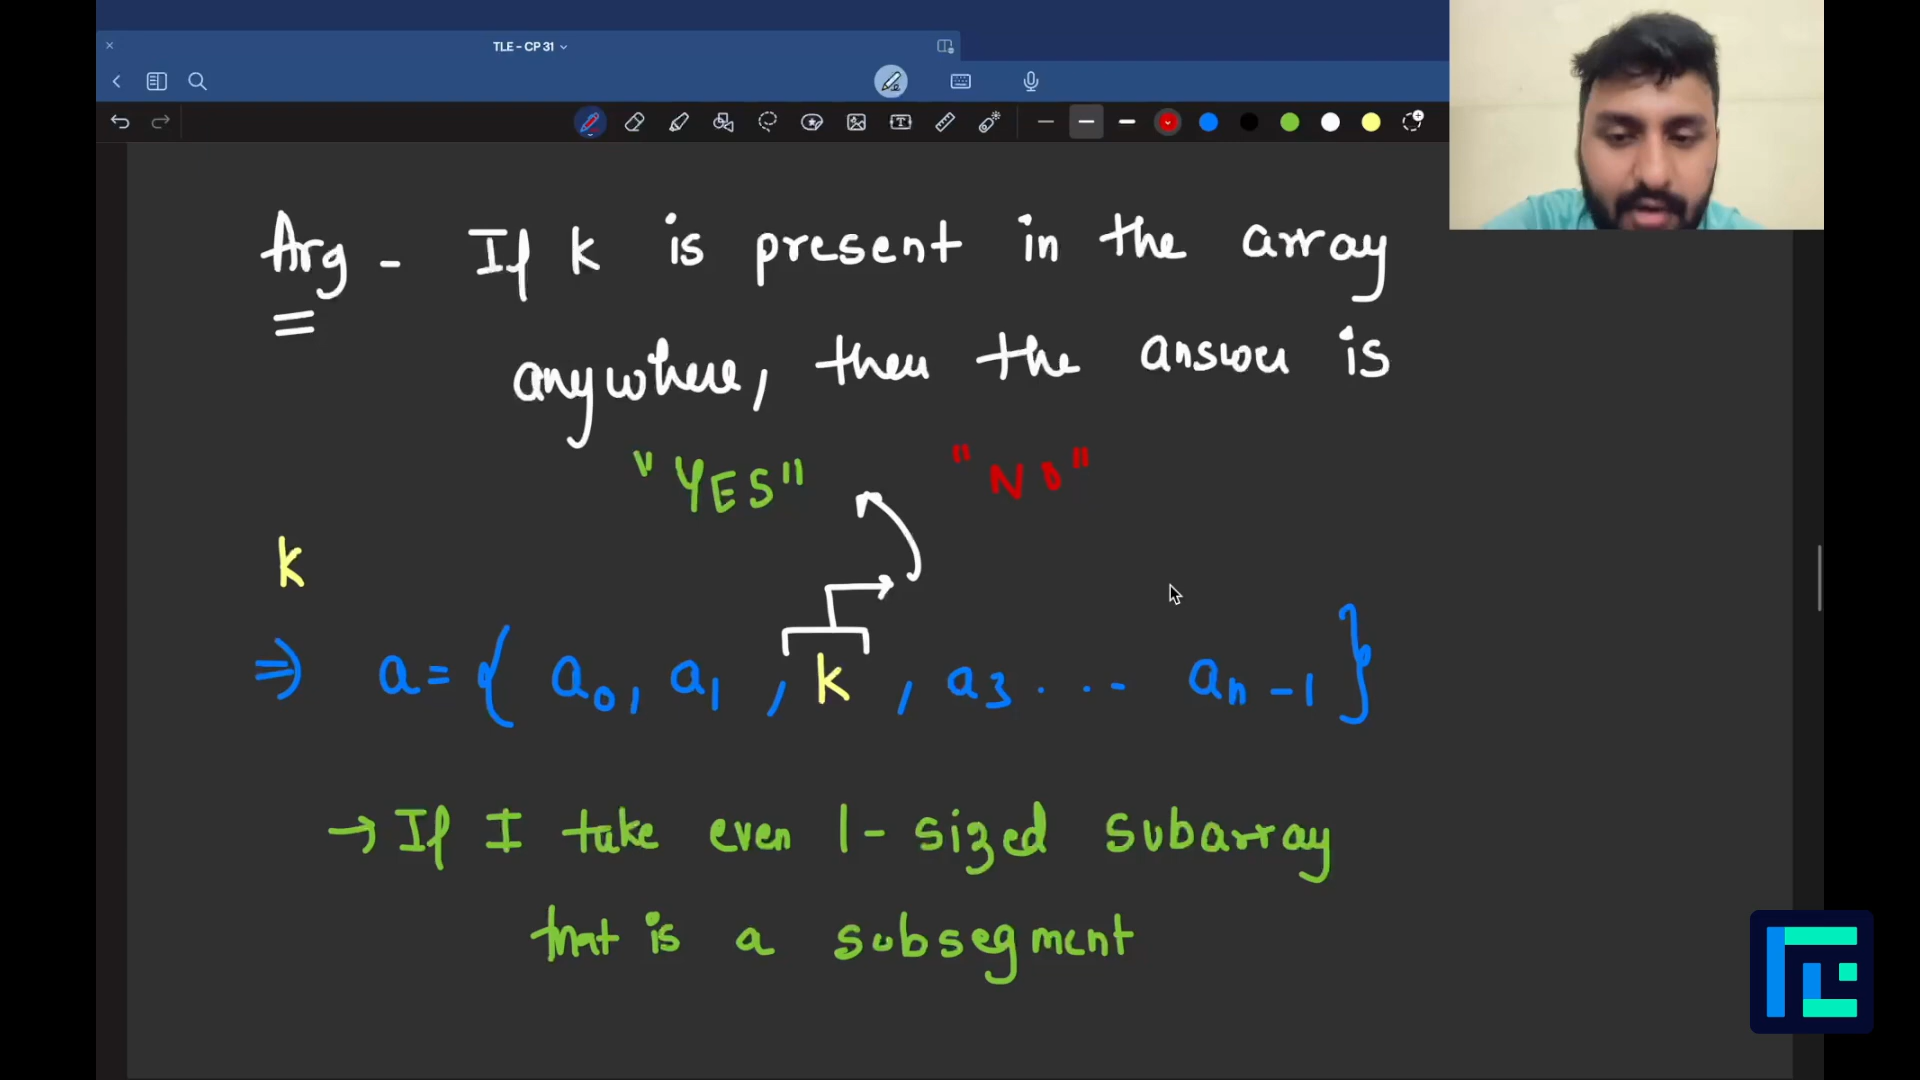 TLE - CP 31
Arg - If k is present in the array
anywhere, then the answer is
"YES" "NO"
k
⇒ a = { a0, a1, k, a3 . . . . an-1 }
→ If I take even 1- sized subarray
that is a subsegment